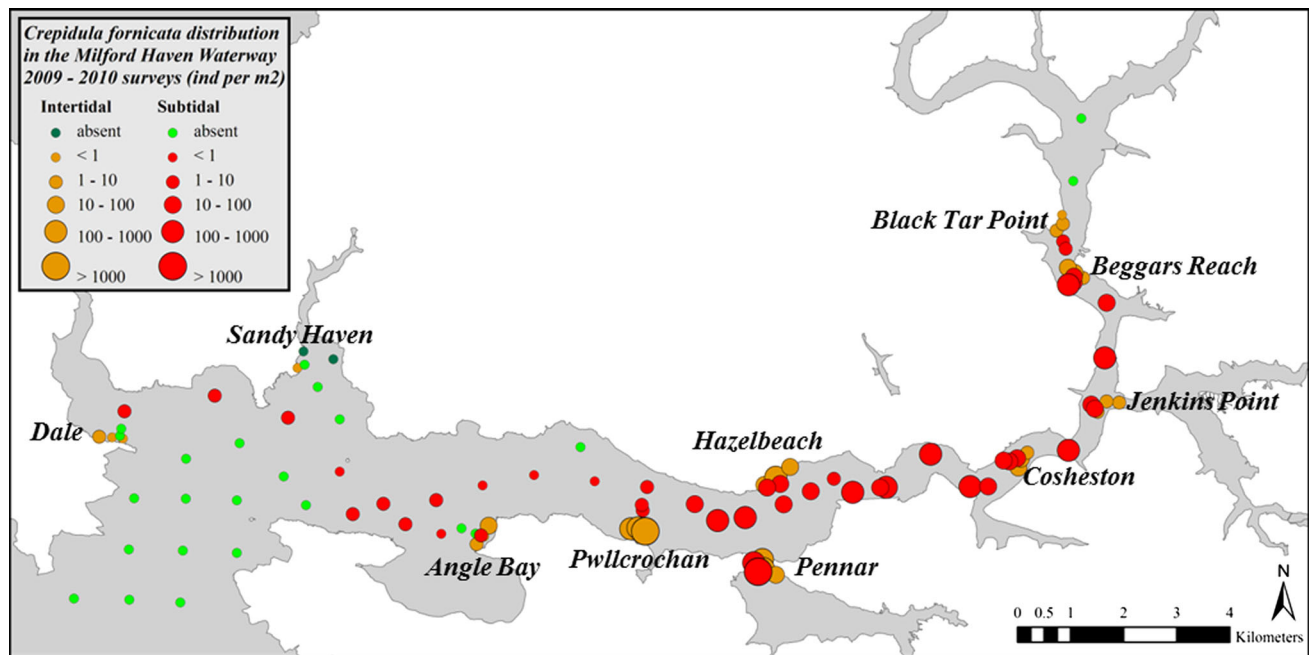 Crepidula fornicata distribution
in the Milford Haven Waterway
2009 - 2010 surveys (ind per m2)
Intertidal Subtidal
absent absent
< 1 < 1
1 - 10 1 - 10
10 - 100 10 - 100
100 - 1000 100 - 1000
> 1000 > 1000
Black Tar Point
Beggars Reach
Sandy Haven
Jenkins Point
Dale
Hazelbeach
Cosheston
Angle Bay
Pwllcrochan
Pennar
N
0 0.5 1 2 3 4
Kilometers